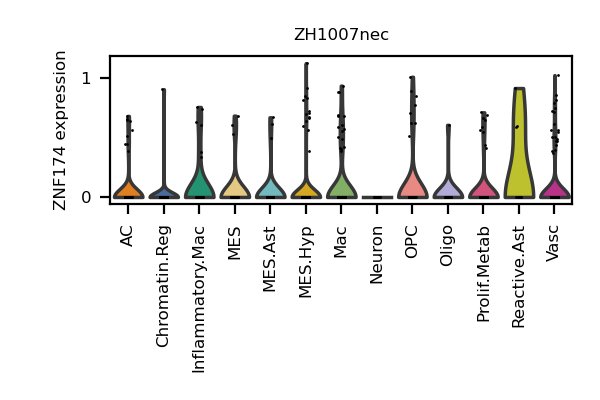 ZH1007nec
ZNF174 expression
1
0
AC
Chromatin.Reg
Inflammatory.Mac
MES
MES.Ast
MES.Hyp
Mac
Neuron
OPC
Oligo
Prolif.Metab
Reactive.Ast
Vasc